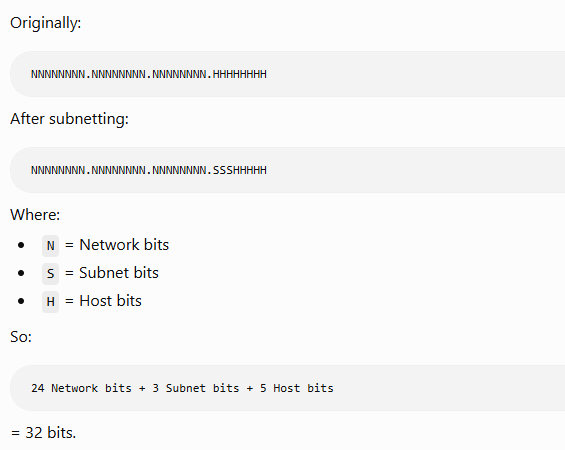 Originally:
NNNNNNNN.NNNNNNNN.NNNNNNNN.HHHHHHHH
After subnetting:
NNNNNNNN.NNNNNNNN.NNNNNNNN.SSSHHHHH
Where:
• N = Network bits
• S = Subnet bits
• H = Host bits
So:
24 Network bits + 3 Subnet bits + 5 Host bits
= 32 bits.